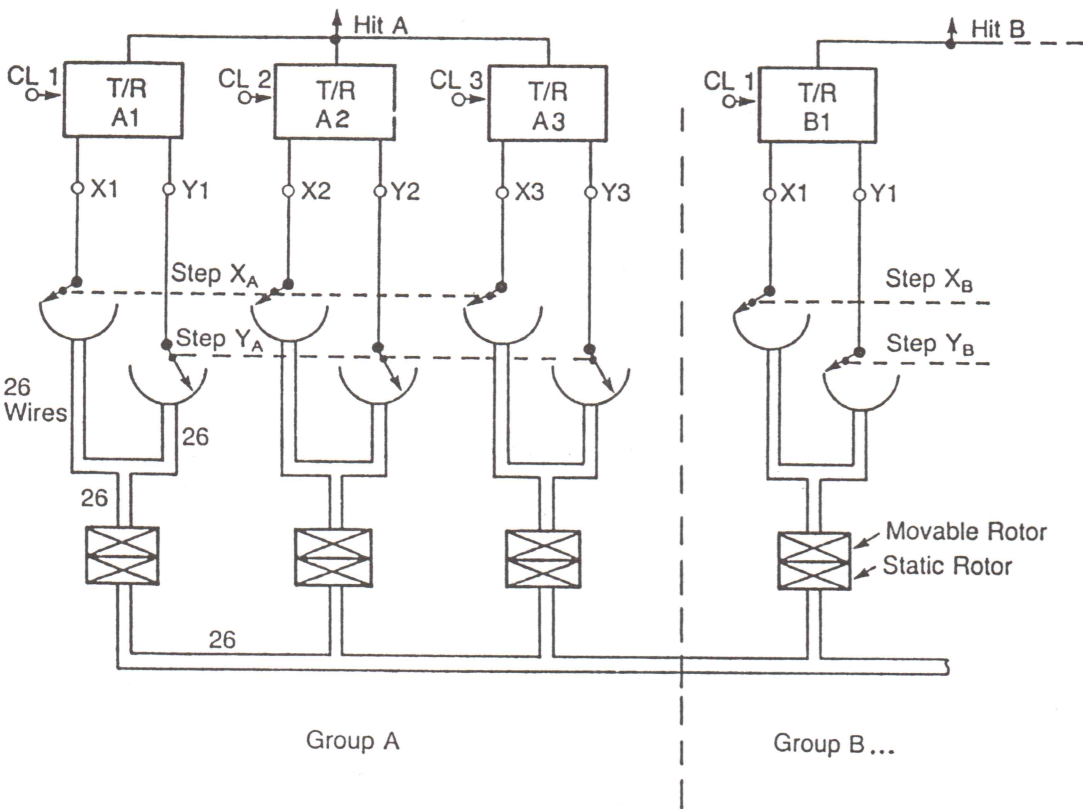 Hit A
Hit B
CL 1
T/R
A1
CL 2
T/R
A2
CL 3
T/R
A3
CL 1
T/R
B1
X1
Y1
X2
Y2
X3
Y3
X1
Y1
Step XA
Step XB
Step YA
Step YB
26
Wires
26
26
Movable Rotor
Static Rotor
26
Group A
Group B...